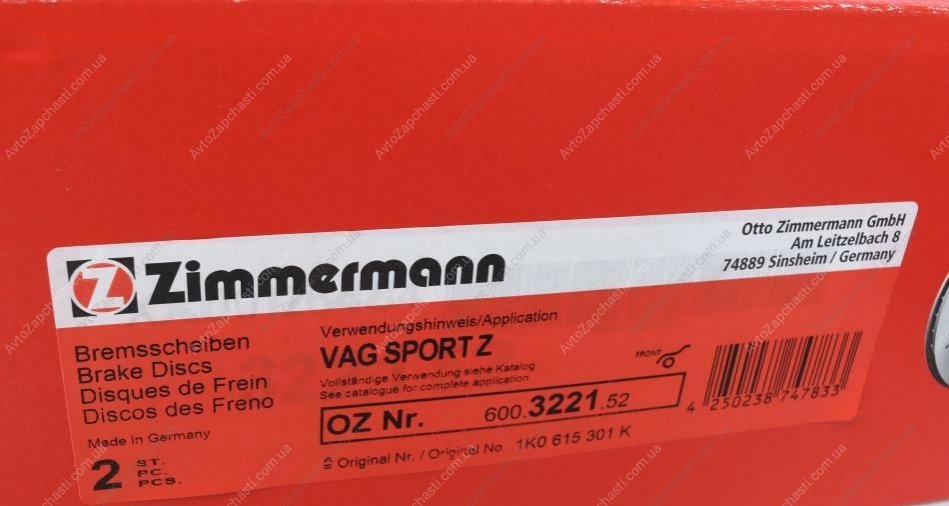 Otto Zimmermann GmbH
Am Leitzelbach 8
74889 Sinsheim / Germany
Z Zimmermann
Bremsscheiben
Brake Discs
Disques de Frein
Discos des Freno
Made in Germany
2 ST.
PC.
PCS.
Verwendungshinweis/Application
VAG SPORT Z
Vollständige Verwendung siehe Katalog
See catalogue for complete application
OZ Nr. 600.3221.52
≙ Original Nr. / Original No. 1K0 615 301 K
FRONT
4 250238 747833
AvtoZapchasti.com.ua